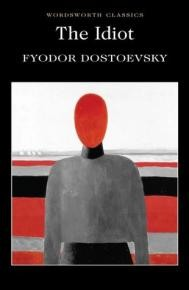 WORDSWORTH CLASSICS
The Idiot
FYODOR DOSTOEVSKY